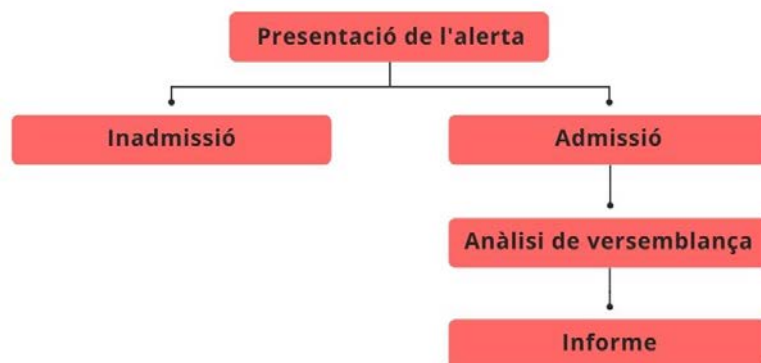 Presentació de l'alerta
Inadmissió
Admissió
Anàlisi de versemblança
Informe